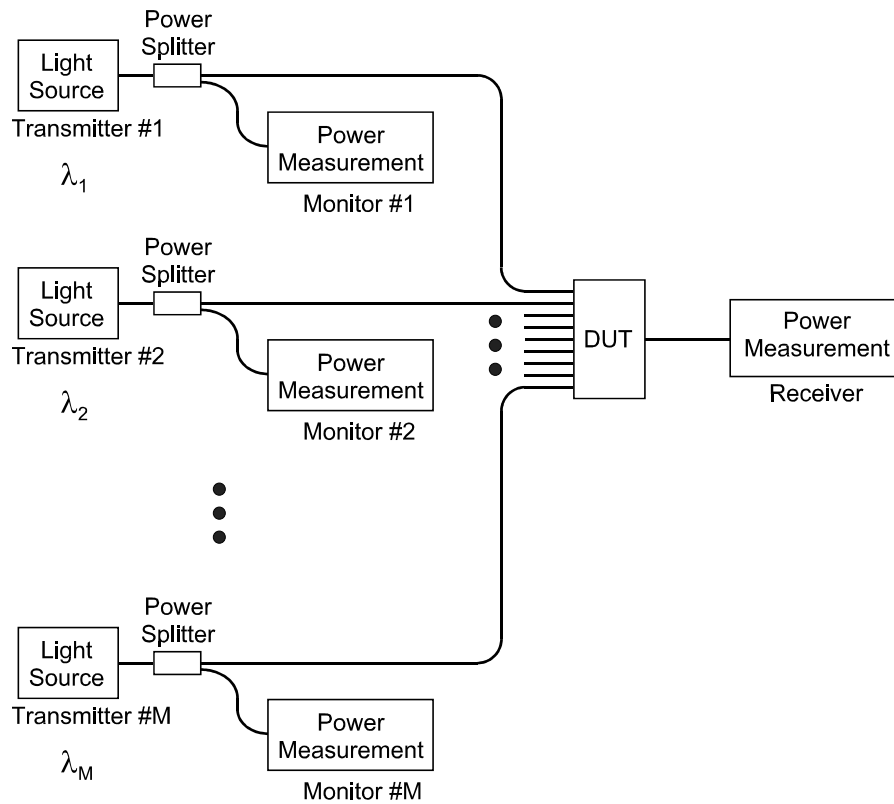 Power
Splitter
Light
Source
Transmitter #1
λ1
Power
Measurement
Monitor #1
Power
Splitter
Light
Source
Transmitter #2
λ2
Power
Measurement
Monitor #2
DUT
Power
Measurement
Receiver
Power
Splitter
Light
Source
Transmitter #M
λM
Power
Measurement
Monitor #M